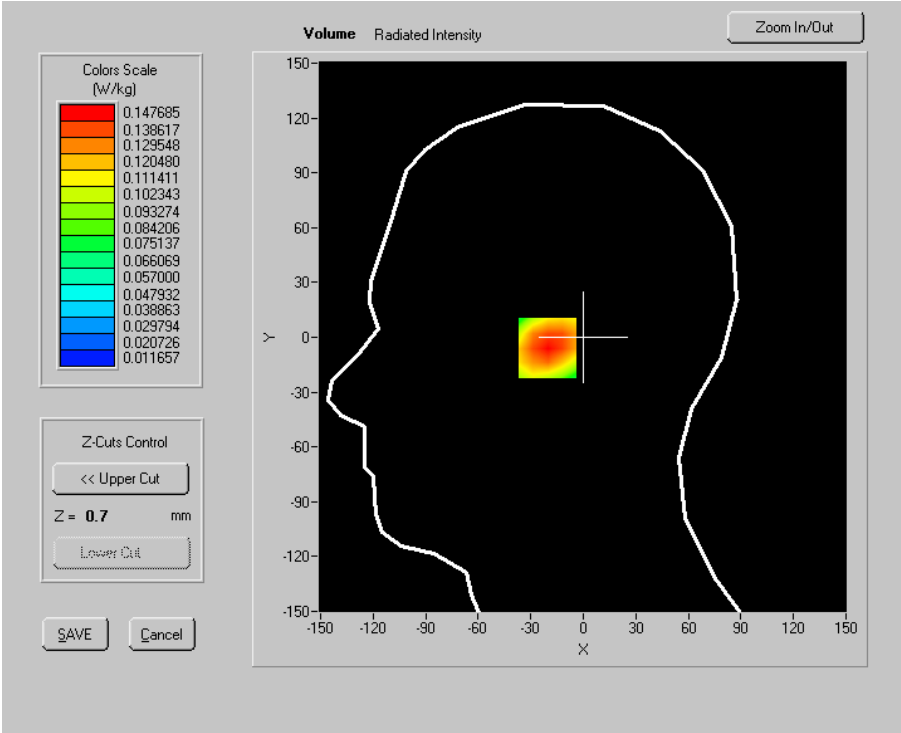 Volume Radiated Intensity
Zoom In/Out
Colors Scale
(W/kg)
0.147685
0.138617
0.129548
0.120480
0.111411
0.102343
0.093274
0.084206
0.075137
0.066069
0.057000
0.047932
0.038863
0.029794
0.020726
0.011657
Z-Cuts Control
<< Upper Cut
Z = 0.7 mm
Lower Cut
SAVE
Cancel
150
120
90
60
30
0
-30
-60
-90
-120
-150
Y
-150 -120 -90 -60 -30 0 30 60 90 120 150
X